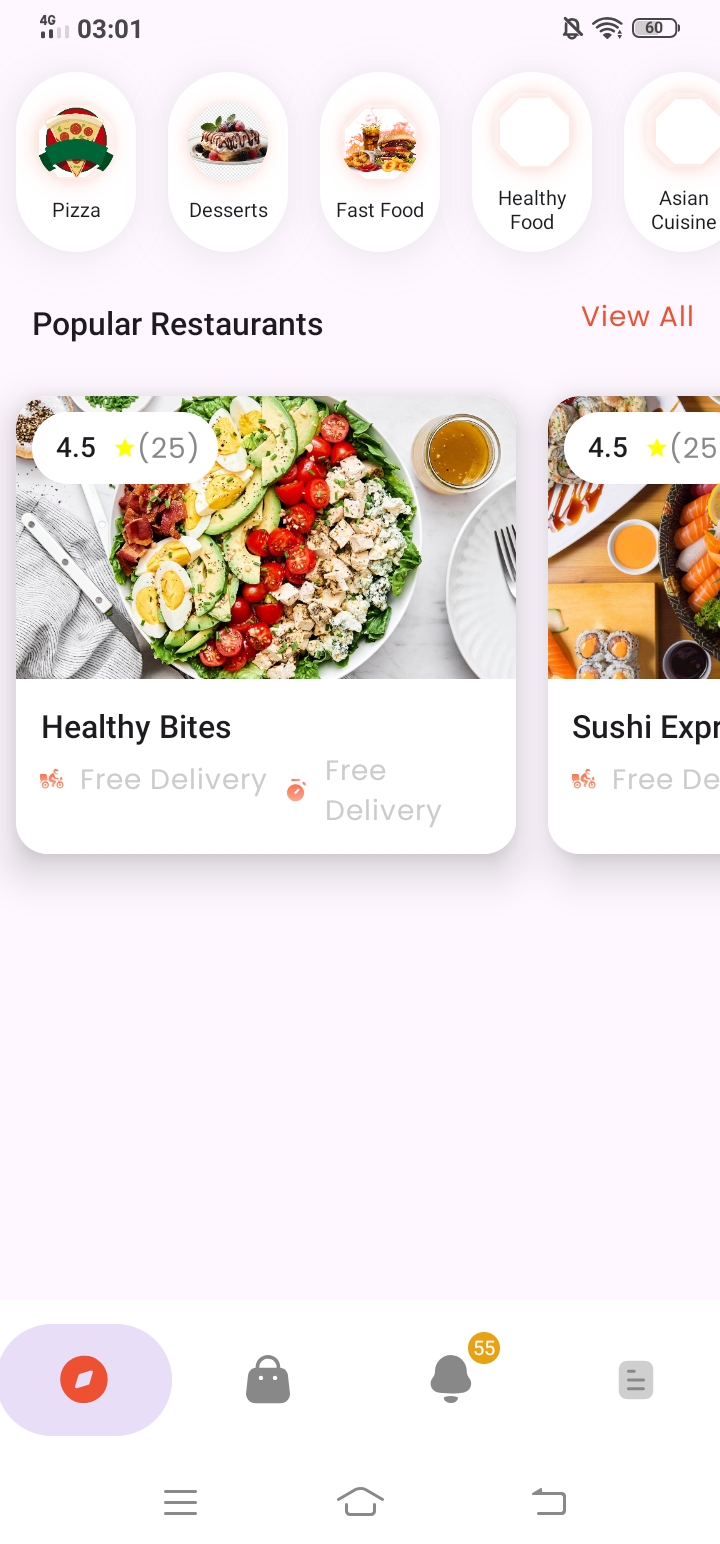 4G 03:01 60
Pizza
Desserts
Fast Food
Healthy
Food
Asian
Cuisine
Popular Restaurants
View All
4.5 (25)
4.5 (25
Healthy Bites
Free Delivery
Free
Delivery
Sushi Expr
Free De
55